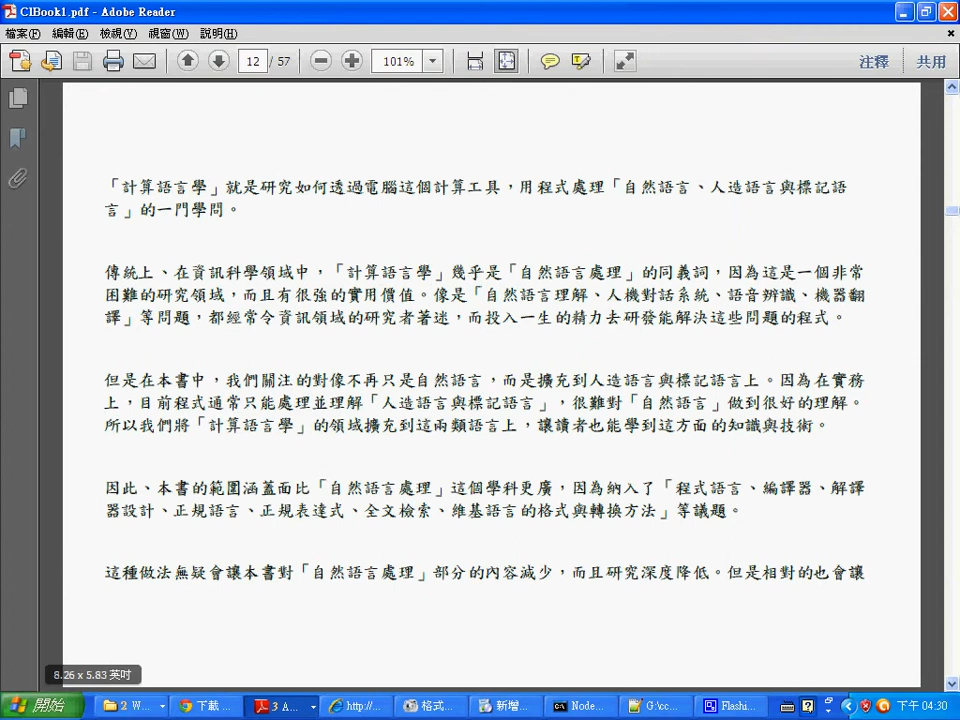 CIBook1.pdf - Adobe Reader
檔案(F) 編輯(E) 檢視(V) 視窗(W) 說明(H)
12 / 57 101% 注釋 共用
「計算語言學」就是研究如何透過電腦這個計算工具，用程式處理「自然語言、人造語言與標記語
言」的一門學問。
傳統上、在資訊科學領域中，「計算語言學」幾乎是「自然語言處理」的同義詞，因為這是一個非常
困難的研究領域，而且有很強的實用價值。像是「自然語言理解、人機對話系統、語音辨識、機器翻
譯」等問題，都經常令資訊領域的研究者著迷，而投入一生的精力去研發能解決這些問題的程式。
但是在本書中，我們關注的對像不再只是自然語言，而是擴充到人造語言與標記語言上。因為在實務
上，目前程式通常只能處理並理解「人造語言與標記語言」，很難對「自然語言」做到很好的理解。
所以我們將「計算語言學」的領域擴充到這兩類語言上，讓讀者也能學到這方面的知識與技術。
因此、本書的範圍涵蓋面比「自然語言處理」這個學科更廣，因為納入了「程式語言、編譯器、解譯
器設計、正規語言、正規表達式、全文檢索、維基語言的格式與轉換方法」等議題。
這種做法無疑會讓本書對「自然語言處理」部分的內容減少，而且研究深度降低。但是相對的也會讓
8.26 x 5.83 英吋
開始 2 W... 下載 ... 3 A... http://... 格式... 新增... Node... G:\cc... Flashi... 下午 04:30